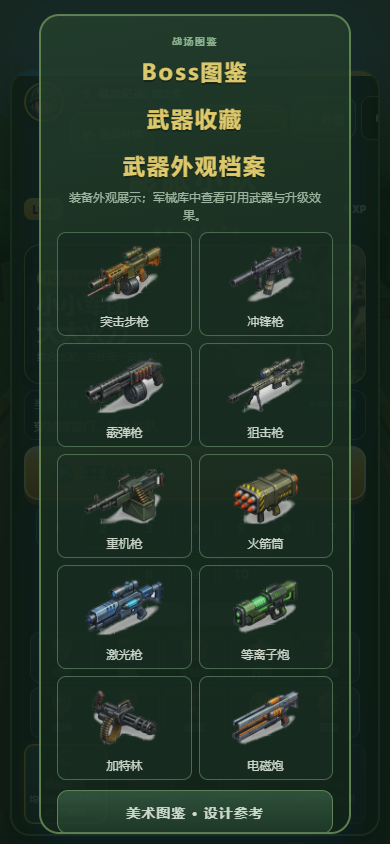 战场图鉴
Boss图鉴
武器收藏
武器外观档案
装备外观展示；军械库中查看可用武器与升级效
果。
突击步枪
冲锋枪
霰弹枪
狙击枪
重机枪
火箭筒
激光枪
等离子炮
加特林
电磁炮
美术图鉴·设计参考